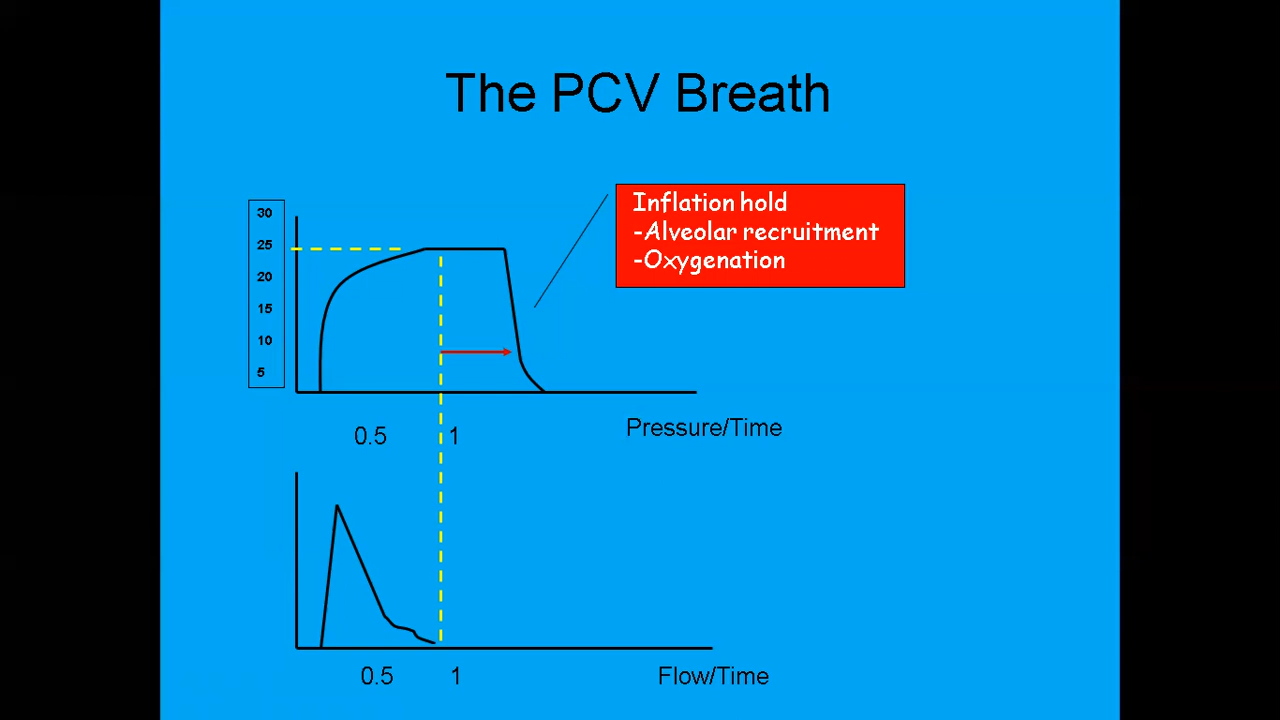 The PCV Breath
Inflation hold
-Alveolar recruitment
-Oxygenation
30
25
20
15
10
5
0.5 1
Pressure/Time
0.5 1
Flow/Time